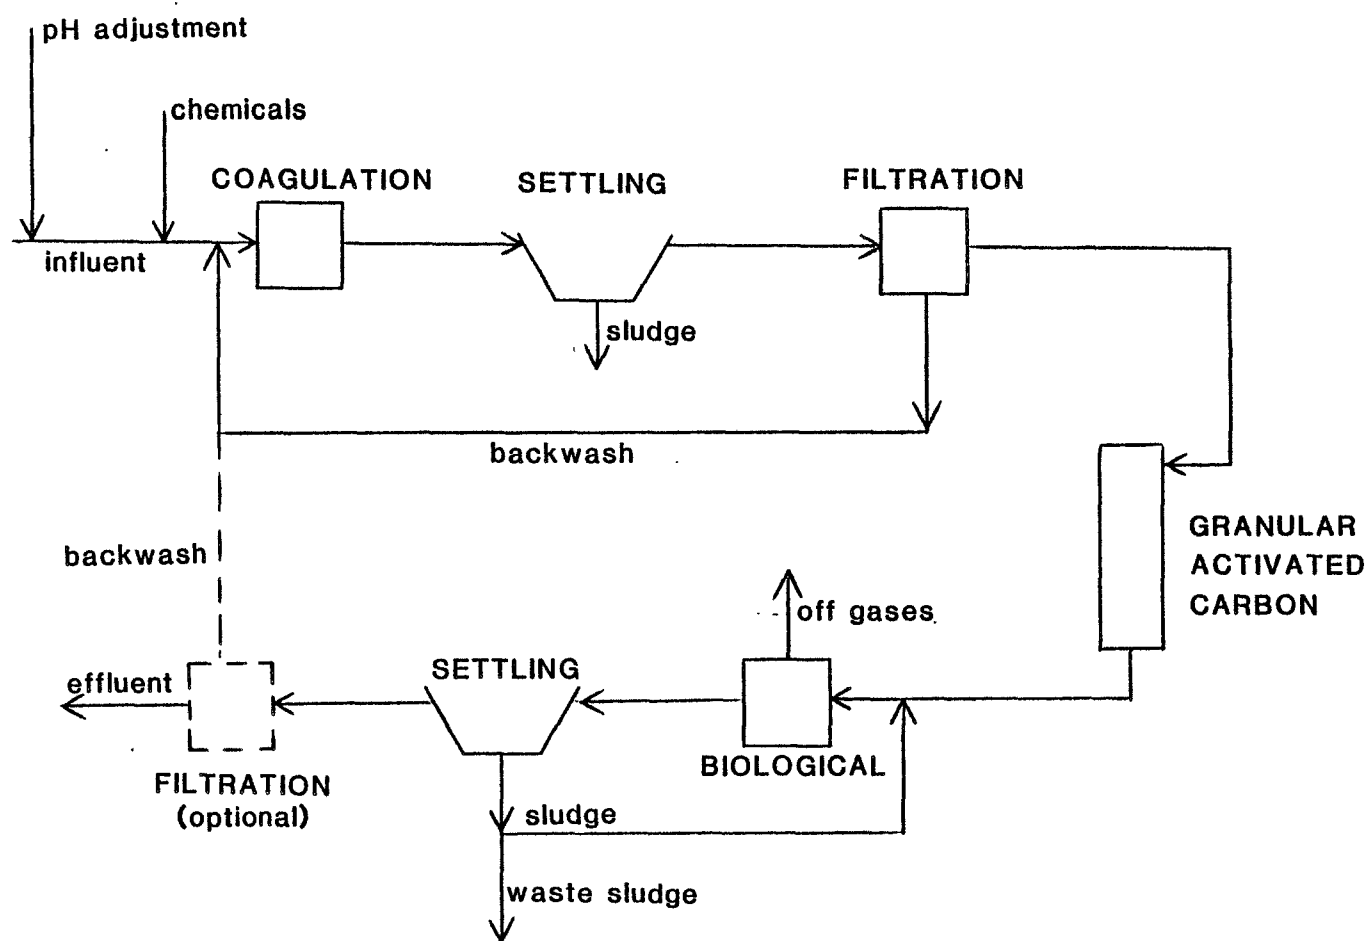 pH adjustment
chemicals
COAGULATION
SETTLING
FILTRATION
influent
sludge
backwash
GRANULAR
ACTIVATED
CARBON
backwash
off gases
effluent
SETTLING
BIOLOGICAL
FILTRATION
(optional)
sludge
waste sludge